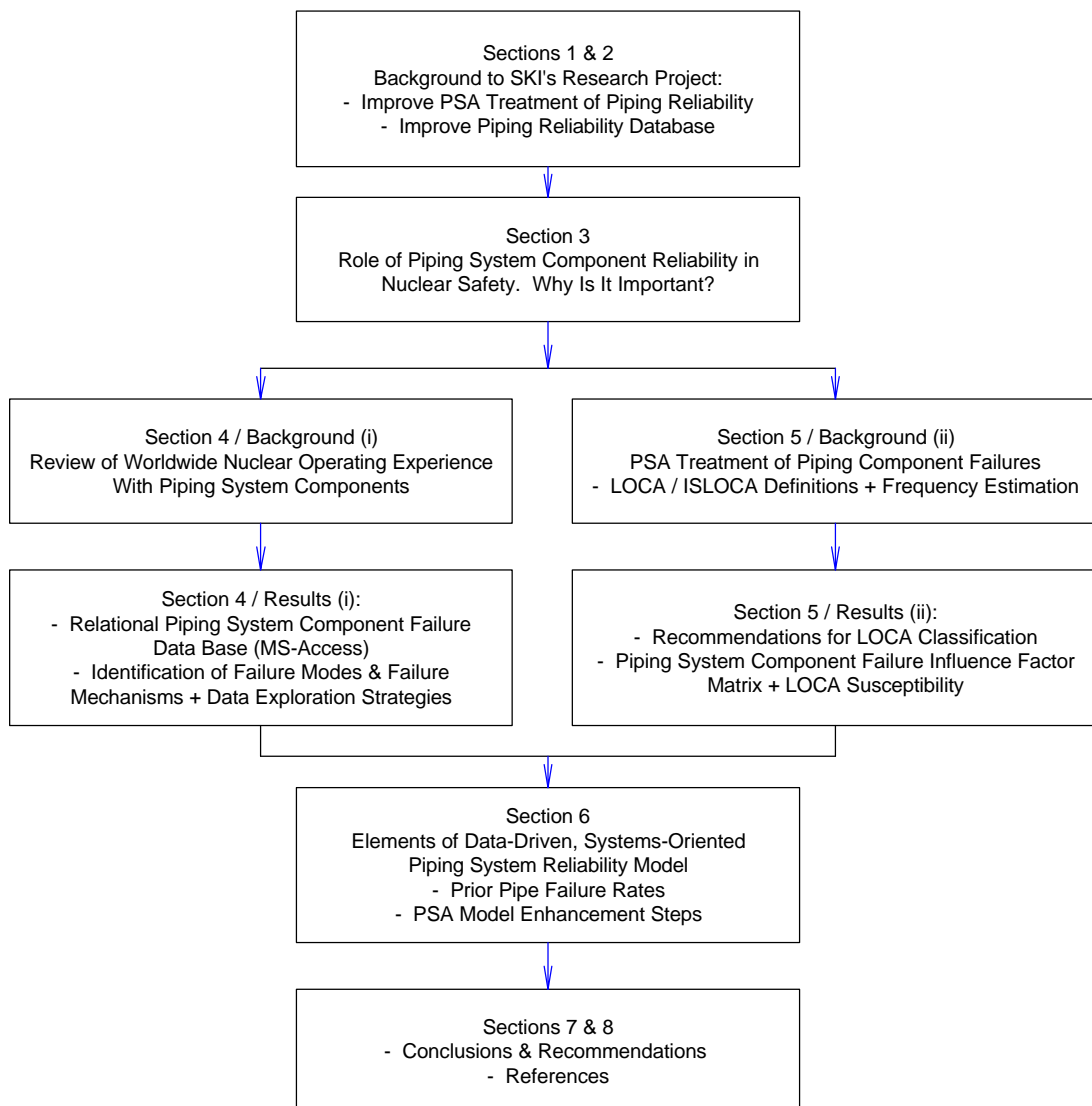 Sections 1 & 2
Background to SKI's Research Project:
- Improve PSA Treatment of Piping Reliability
- Improve Piping Reliability Database
Section 3
Role of Piping System Component Reliability in
Nuclear Safety. Why Is It Important?
Section 4 / Background (i)
Review of Worldwide Nuclear Operating Experience
With Piping System Components
Section 5 / Background (ii)
PSA Treatment of Piping Component Failures
- LOCA / ISLOCA Definitions + Frequency Estimation
Section 4 / Results (i):
- Relational Piping System Component Failure
Data Base (MS-Access)
- Identification of Failure Modes & Failure
Mechanisms + Data Exploration Strategies
Section 5 / Results (ii):
- Recommendations for LOCA Classification
- Piping System Component Failure Influence Factor
Matrix + LOCA Susceptibility
Section 6
Elements of Data-Driven, Systems-Oriented
Piping System Reliability Model
- Prior Pipe Failure Rates
- PSA Model Enhancement Steps
Sections 7 & 8
- Conclusions & Recommendations
- References